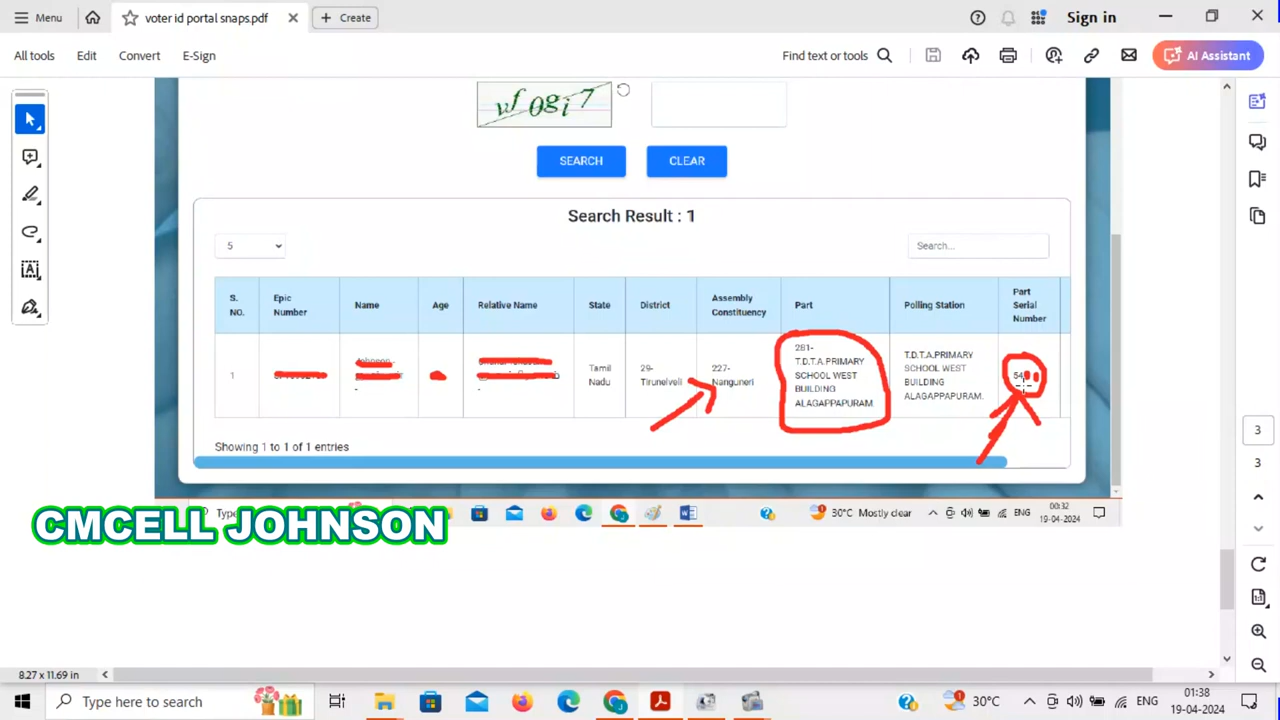 Menu
voter id portal snaps.pdf
Create
Sign in
All tools
Edit
Convert
E-Sign
Find text or tools
AI Assistant
SEARCH
CLEAR
Search Result : 1
5
Search...
S. NO.
Epic Number
Name
Age
Relative Name
State
District
Assembly Constituency
Part
Polling Station
Part Serial Number
1
Tamil Nadu
29-
Tirunelveli
227-
Nanguneri
281-
T.D.T.A.PRIMARY
SCHOOL WEST
BUILDING
ALAGAPPAPURAM.
T.D.T.A.PRIMARY
SCHOOL WEST
BUILDING
ALAGAPPAPURAM.
Showing 1 to 1 of 1 entries
CMCELL JOHNSON
30°C Mostly clear
ENG
00:32
19-04-2024
3
3
8.27 x 11.69 in
Type here to search
30°C
ENG
01:38
19-04-2024